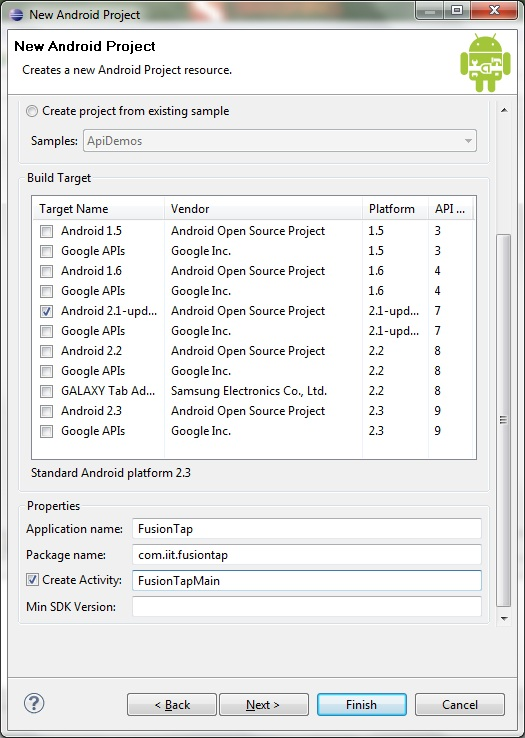 New Android Project
New Android Project
Creates a new Android Project resource.
Create project from existing sample
Samples: ApiDemos
Build Target
Target Name Vendor Platform API ...
Android 1.5 Android Open Source Project 1.5 3
Google APIs Google Inc. 1.5 3
Android 1.6 Android Open Source Project 1.6 4
Google APIs Google Inc. 1.6 4
Android 2.1-upd... Android Open Source Project 2.1-upd... 7
Google APIs Google Inc. 2.1-upd... 7
Android 2.2 Android Open Source Project 2.2 8
Google APIs Google Inc. 2.2 8
GALAXY Tab Ad... Samsung Electronics Co., Ltd. 2.2 8
Android 2.3 Android Open Source Project 2.3 9
Google APIs Google Inc. 2.3 9
Standard Android platform 2.3
Properties
Application name: FusionTap
Package name: com.iit.fusiontap
Create Activity: FusionTapMain
Min SDK Version:
? < Back Next > Finish Cancel